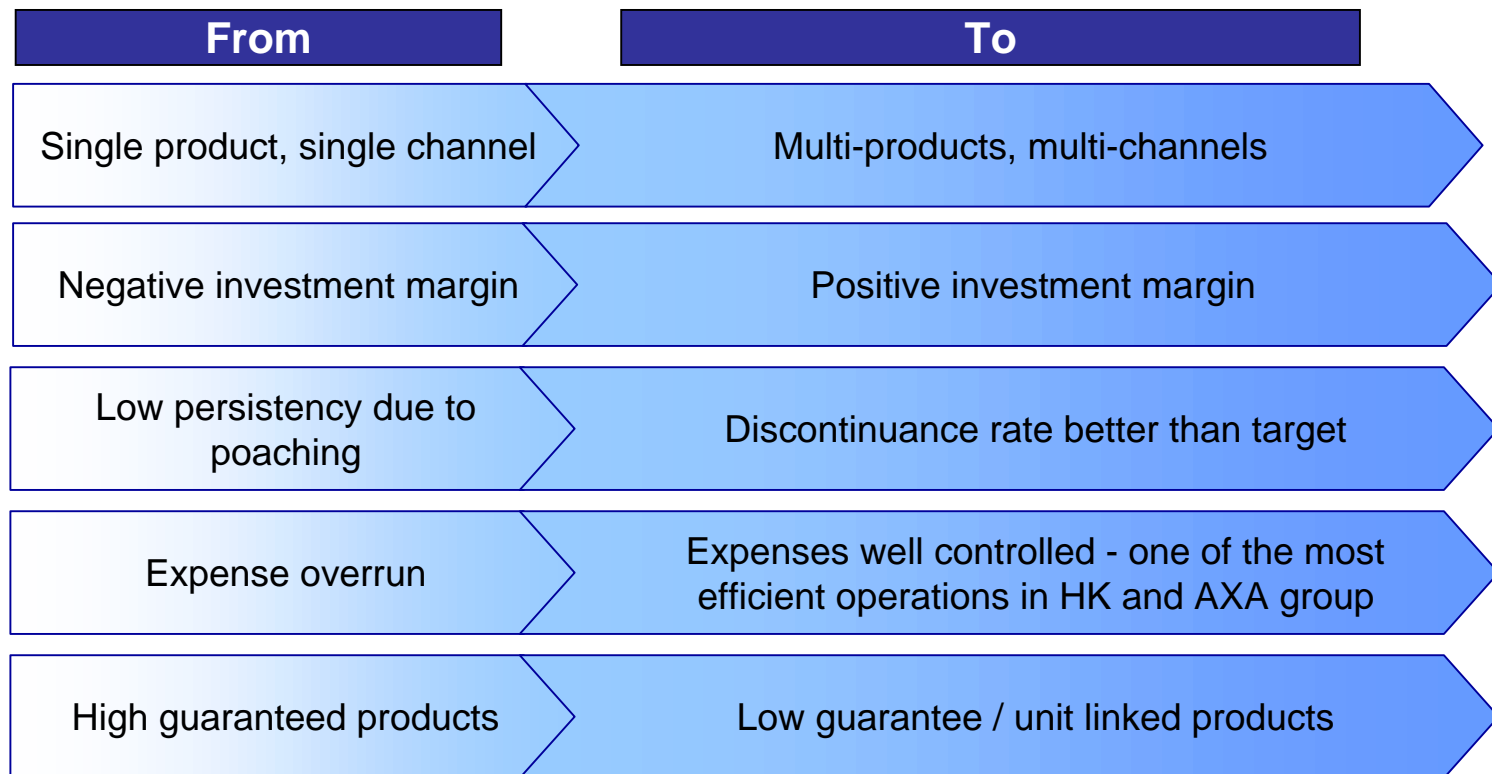 From
To
Single product, single channel
Multi-products, multi-channels
Negative investment margin
Positive investment margin
Low persistency due to
poaching
Discontinuance rate better than target
Expense overrun
Expenses well controlled - one of the most
efficient operations in HK and AXA group
High guaranteed products
Low guarantee / unit linked products